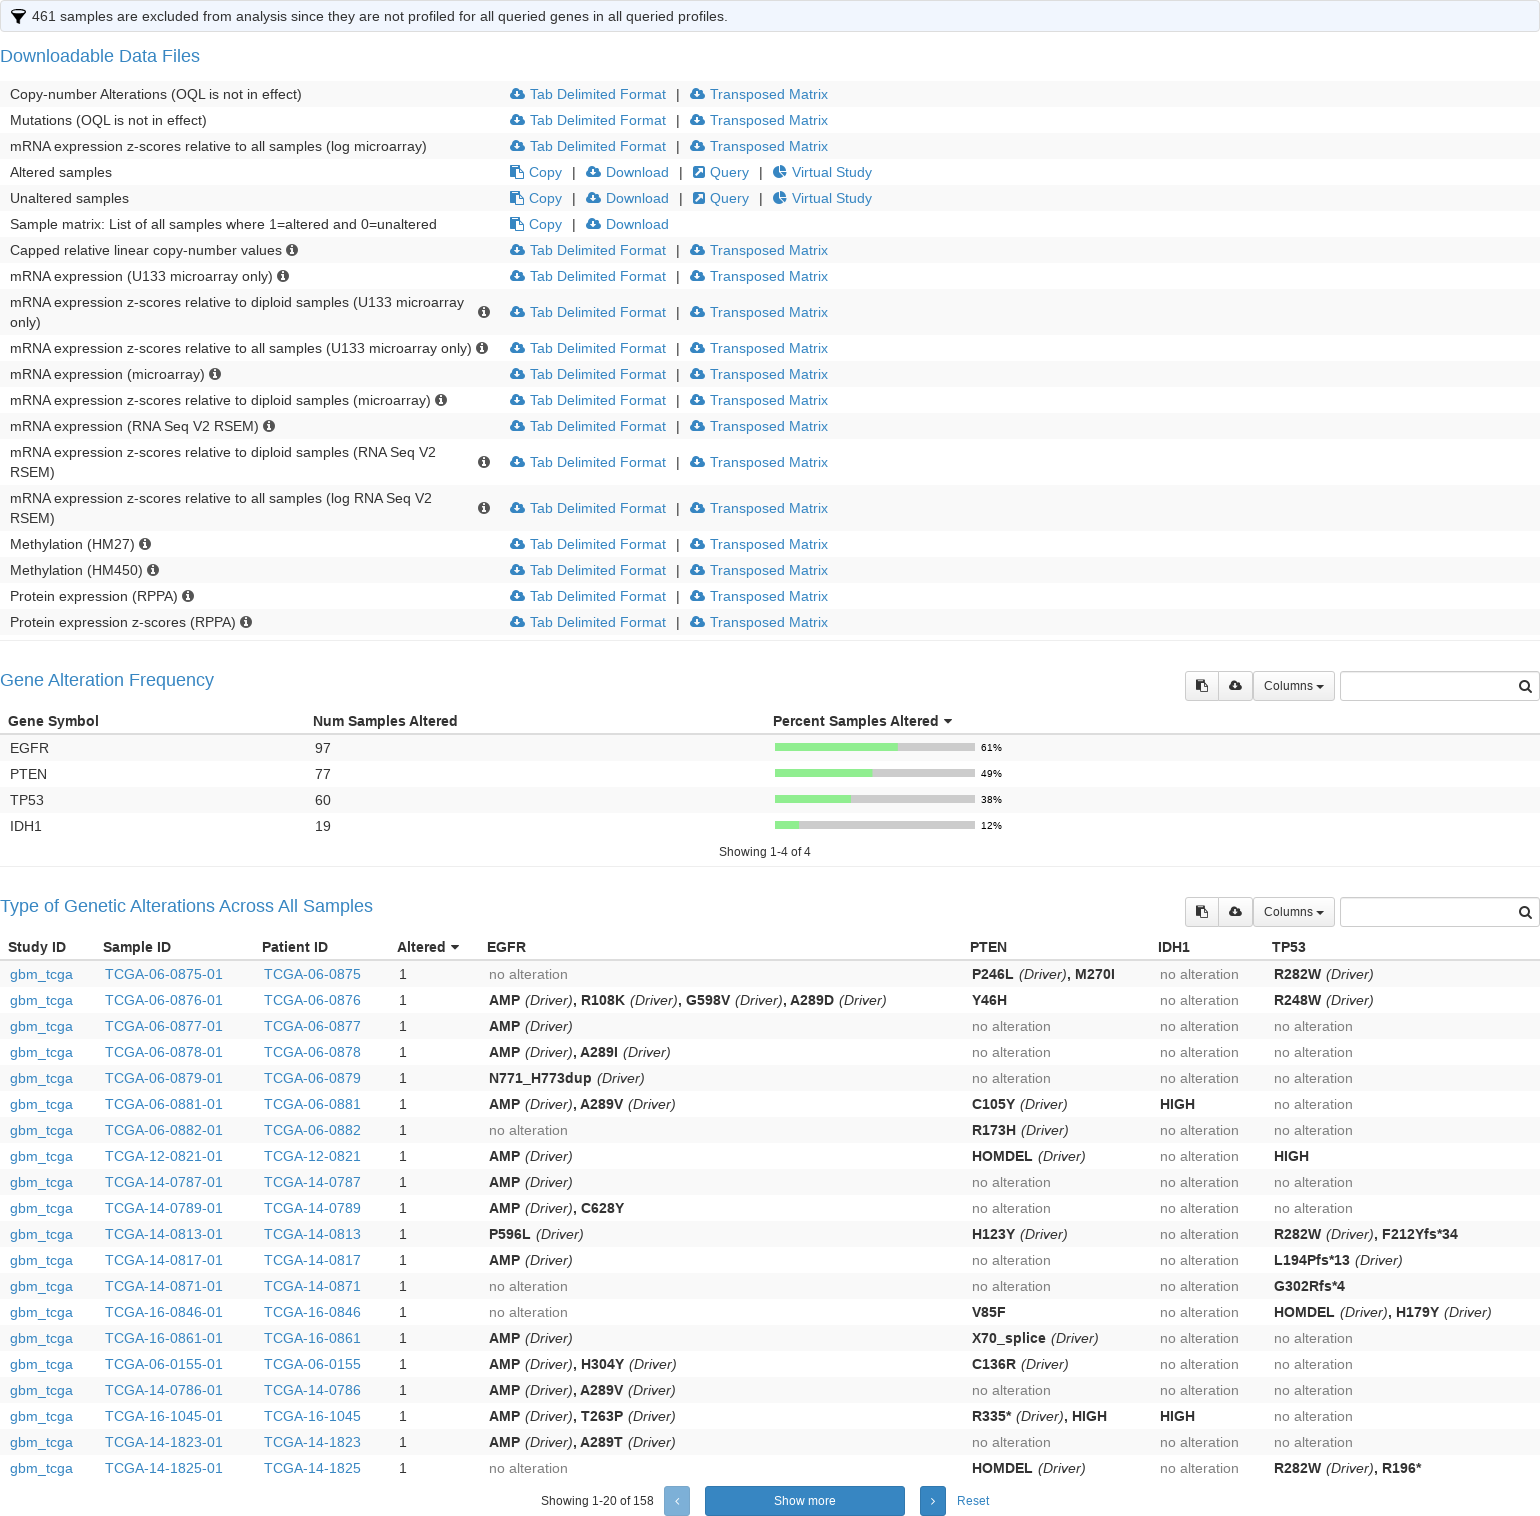 461 samples are excluded from analysis since they are not profiled for all queried genes in all queried profiles.
Downloadable Data Files
Copy-number Alterations (OQL is not in effect) Tab Delimited Format | Transposed Matrix
Mutations (OQL is not in effect) Tab Delimited Format | Transposed Matrix
mRNA expression z-scores relative to all samples (log microarray) Tab Delimited Format | Transposed Matrix
Altered samples Copy | Download | Query | Virtual Study
Unaltered samples Copy | Download | Query | Virtual Study
Sample matrix: List of all samples where 1=altered and 0=unaltered Copy | Download
Capped relative linear copy-number values Tab Delimited Format | Transposed Matrix
mRNA expression (U133 microarray only) Tab Delimited Format | Transposed Matrix
mRNA expression z-scores relative to diploid samples (U133 microarray
only) Tab Delimited Format | Transposed Matrix
mRNA expression z-scores relative to all samples (U133 microarray only) Tab Delimited Format | Transposed Matrix
mRNA expression (microarray) Tab Delimited Format | Transposed Matrix
mRNA expression z-scores relative to diploid samples (microarray) Tab Delimited Format | Transposed Matrix
mRNA expression (RNA Seq V2 RSEM) Tab Delimited Format | Transposed Matrix
mRNA expression z-scores relative to diploid samples (RNA Seq V2
RSEM) Tab Delimited Format | Transposed Matrix
mRNA expression z-scores relative to all samples (log RNA Seq V2
RSEM) Tab Delimited Format | Transposed Matrix
Methylation (HM27) Tab Delimited Format | Transposed Matrix
Methylation (HM450) Tab Delimited Format | Transposed Matrix
Protein expression (RPPA) Tab Delimited Format | Transposed Matrix
Protein expression z-scores (RPPA) Tab Delimited Format | Transposed Matrix
Gene Alteration Frequency Columns
Gene Symbol Num Samples Altered Percent Samples Altered
EGFR 97 61%
PTEN 77 49%
TP53 60 38%
IDH1 19 12%
Showing 1-4 of 4
Type of Genetic Alterations Across All Samples Columns
Study ID Sample ID Patient ID Altered EGFR PTEN IDH1 TP53
gbm_tcga TCGA-06-0875-01 TCGA-06-0875 1 no alteration P246L (Driver), M270I no alteration R282W (Driver)
gbm_tcga TCGA-06-0876-01 TCGA-06-0876 1 AMP (Driver), R108K (Driver), G598V (Driver), A289D (Driver) Y46H no alteration R248W (Driver)
gbm_tcga TCGA-06-0877-01 TCGA-06-0877 1 AMP (Driver) no alteration no alteration no alteration
gbm_tcga TCGA-06-0878-01 TCGA-06-0878 1 AMP (Driver), A289I (Driver) no alteration no alteration no alteration
gbm_tcga TCGA-06-0879-01 TCGA-06-0879 1 N771_H773dup (Driver) no alteration no alteration no alteration
gbm_tcga TCGA-06-0881-01 TCGA-06-0881 1 AMP (Driver), A289V (Driver) C105Y (Driver) HIGH no alteration
gbm_tcga TCGA-06-0882-01 TCGA-06-0882 1 no alteration R173H (Driver) no alteration no alteration
gbm_tcga TCGA-12-0821-01 TCGA-12-0821 1 AMP (Driver) HOMDEL (Driver) no alteration HIGH
gbm_tcga TCGA-14-0787-01 TCGA-14-0787 1 AMP (Driver) no alteration no alteration no alteration
gbm_tcga TCGA-14-0789-01 TCGA-14-0789 1 AMP (Driver), C628Y no alteration no alteration no alteration
gbm_tcga TCGA-14-0813-01 TCGA-14-0813 1 P596L (Driver) H123Y (Driver) no alteration R282W (Driver), F212Yfs*34
gbm_tcga TCGA-14-0817-01 TCGA-14-0817 1 AMP (Driver) no alteration no alteration L194Pfs*13 (Driver)
gbm_tcga TCGA-14-0871-01 TCGA-14-0871 1 no alteration no alteration no alteration G302Rfs*4
gbm_tcga TCGA-16-0846-01 TCGA-16-0846 1 no alteration V85F no alteration HOMDEL (Driver), H179Y (Driver)
gbm_tcga TCGA-16-0861-01 TCGA-16-0861 1 AMP (Driver) X70_splice (Driver) no alteration no alteration
gbm_tcga TCGA-06-0155-01 TCGA-06-0155 1 AMP (Driver), H304Y (Driver) C136R (Driver) no alteration no alteration
gbm_tcga TCGA-14-0786-01 TCGA-14-0786 1 AMP (Driver), A289V (Driver) no alteration no alteration no alteration
gbm_tcga TCGA-16-1045-01 TCGA-16-1045 1 AMP (Driver), T263P (Driver) R335* (Driver), HIGH HIGH no alteration
gbm_tcga TCGA-14-1823-01 TCGA-14-1823 1 AMP (Driver), A289T (Driver) no alteration no alteration no alteration
gbm_tcga TCGA-14-1825-01 TCGA-14-1825 1 no alteration HOMDEL (Driver) no alteration R282W (Driver), R196*
Showing 1-20 of 158 Show more Reset